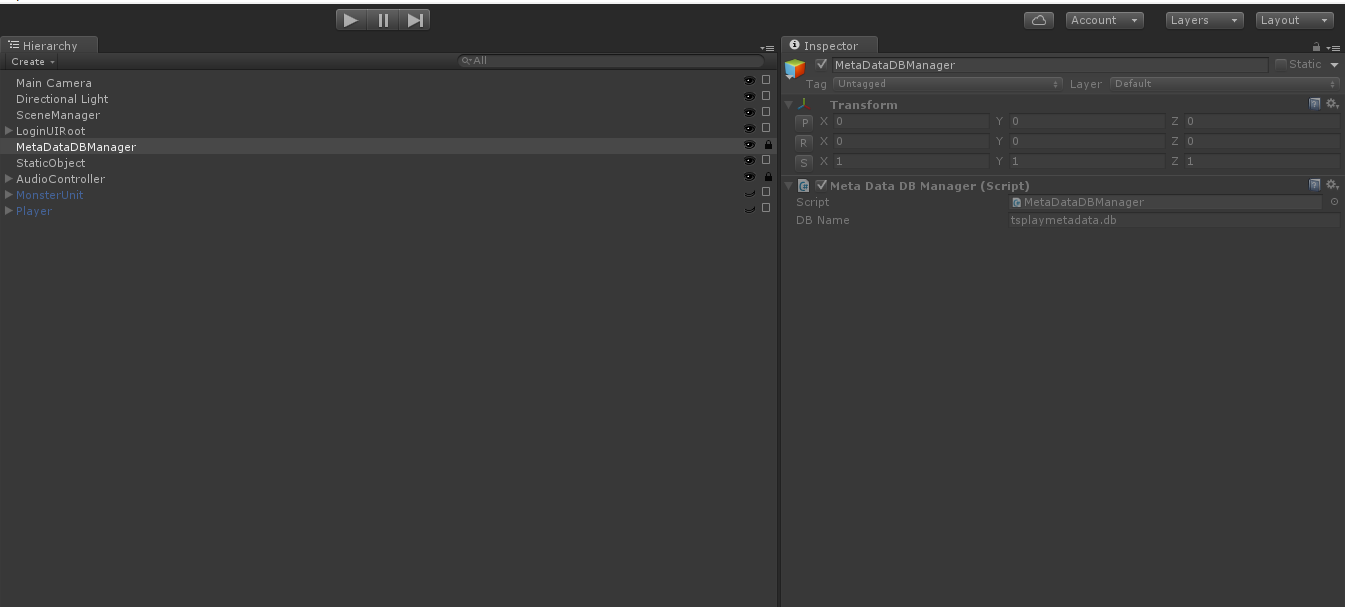 Account
Layers
Layout
Hierarchy
Create
All
Main Camera
Directional Light
SceneManager
LoginUIRoot
MetaDataDBManager
StaticObject
AudioController
MonsterUnit
Player
Inspector
MetaDataDBManager
Static
Tag Untagged Layer Default
Transform
P X 0 Y 0 Z 0
R X 0 Y 0 Z 0
S X 1 Y 1 Z 1
Meta Data DB Manager (Script)
Script MetaDataDBManager
DB Name tsplaymetadata.db